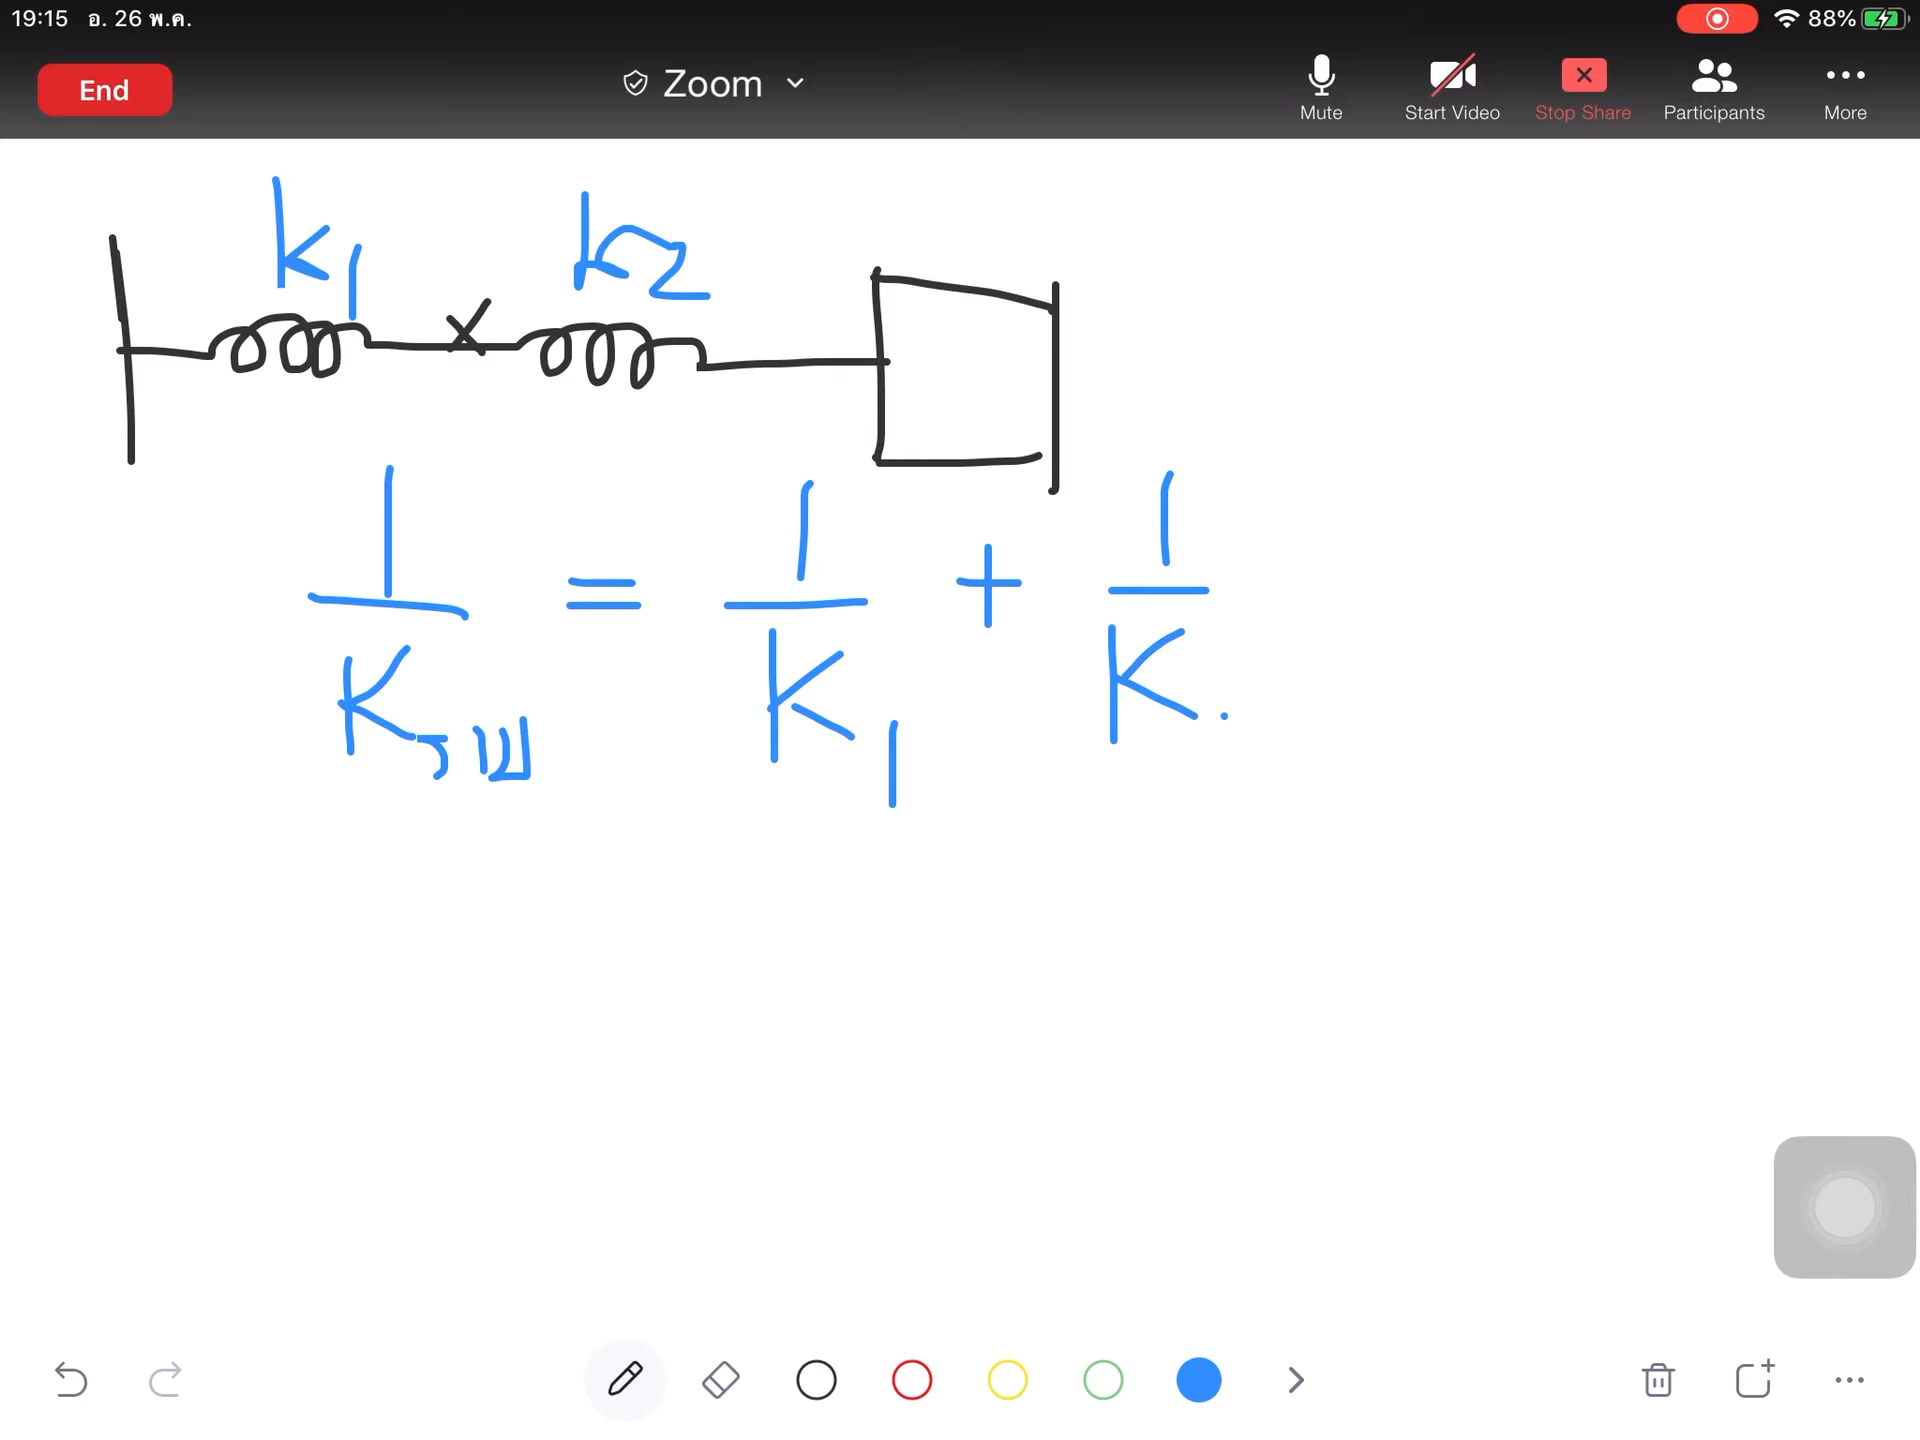 19:15 อ. 26 พ.ค. 88%
End Zoom Mute Start Video Stop Share Participants More
k1 k2
1/Kรวม = 1/K1 + 1/K.